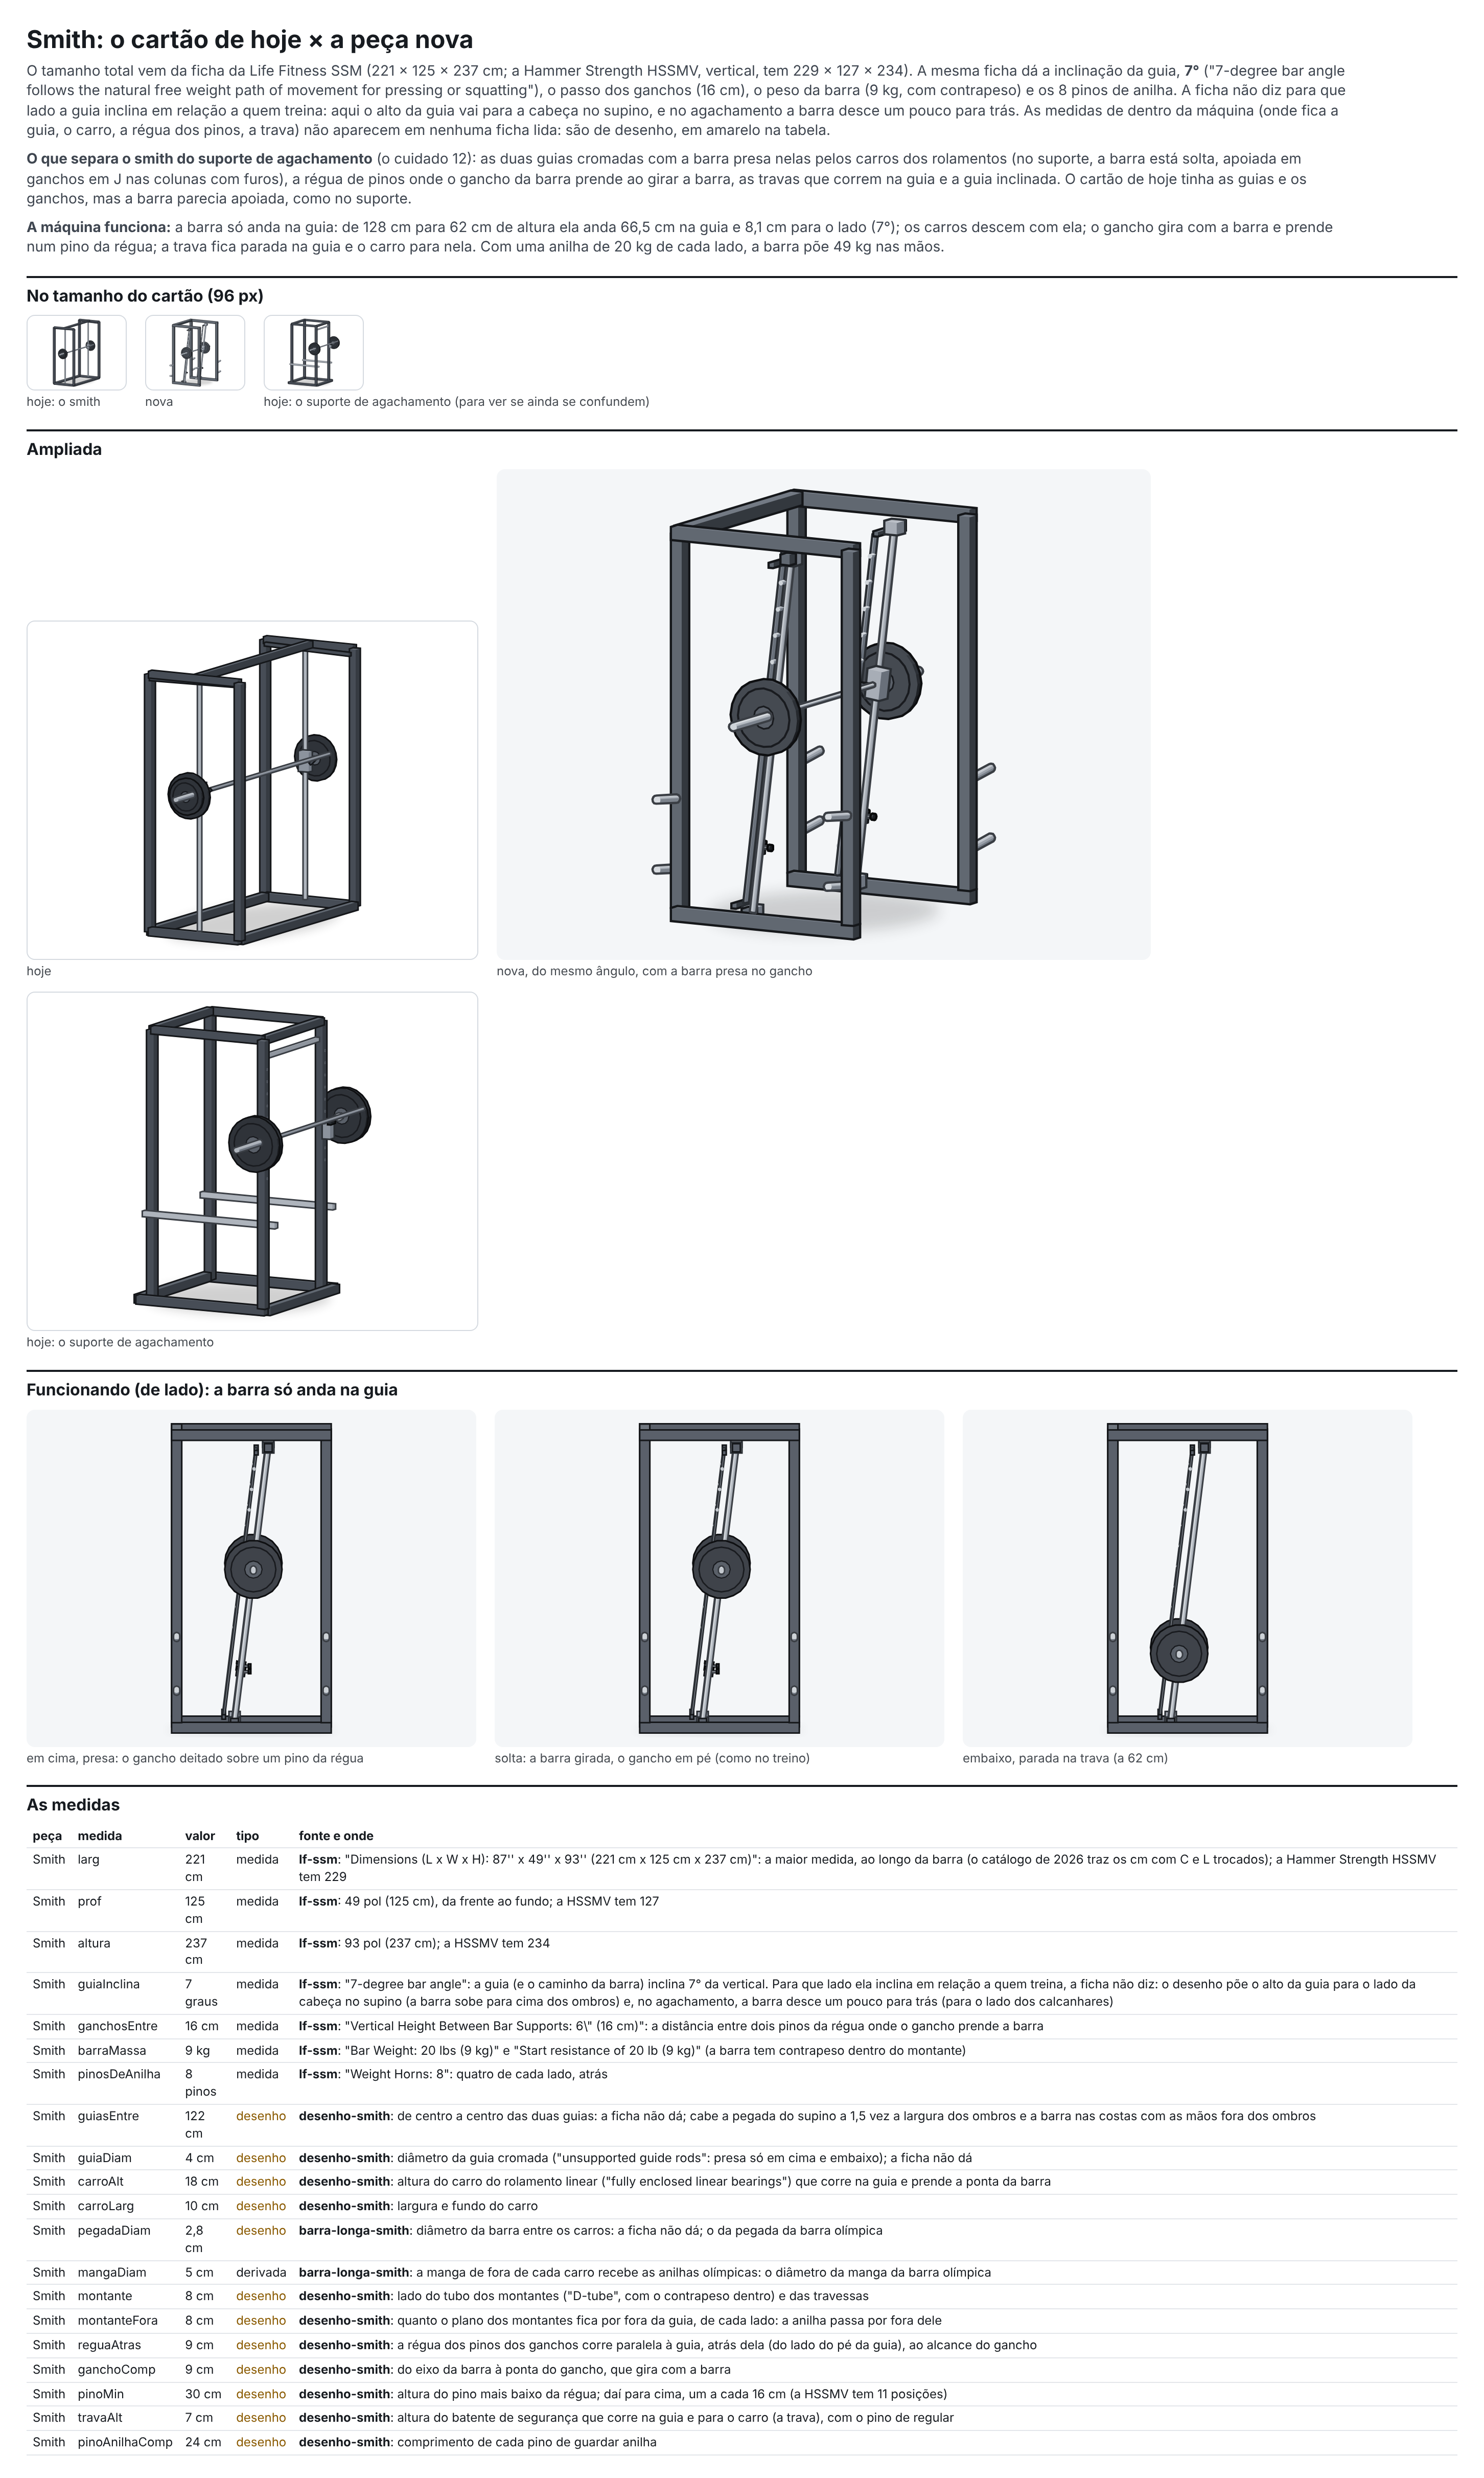 Smith: o cartão de hoje × a peça nova
O tamanho total vem da ficha da Life Fitness SSM (221 × 125 × 237 cm; a Hammer Strength HSSMV, vertical, tem 229 × 127 × 234). A mesma ficha dá a inclinação da guia, 7° ("7-degree bar angle
follows the natural free weight path of movement for pressing or squatting"), o passo dos ganchos (16 cm), o peso da barra (9 kg, com contrapeso) e os 8 pinos de anilha. A ficha não diz para que
lado a guia inclina em relação a quem treina: aqui o alto da guia vai para a cabeça no supino, e no agachamento a barra desce um pouco para trás. As medidas de dentro da máquina (onde fica a
guia, o carro, a régua dos pinos, a trava) não aparecem em nenhuma ficha lida: são de desenho, em amarelo na tabela.
O que separa o smith do suporte de agachamento (o cuidado 12): as duas guias cromadas com a barra presa nelas pelos carros dos rolamentos (no suporte, a barra está solta, apoiada em
ganchos em J nas colunas com furos), a régua de pinos onde o gancho da barra prende ao girar a barra, as travas que correm na guia e a guia inclinada. O cartão de hoje tinha as guias e os
ganchos, mas a barra parecia apoiada, como no suporte.
A máquina funciona: a barra só anda na guia: de 128 cm para 62 cm de altura ela anda 66,5 cm na guia e 8,1 cm para o lado (7°); os carros descem com ela; o gancho gira com a barra e prende
num pino da régua; a trava fica parada na guia e o carro para nela. Com uma anilha de 20 kg de cada lado, a barra põe 49 kg nas mãos.
No tamanho do cartão (96 px)
hoje: o smith
nova
hoje: o suporte de agachamento (para ver se ainda se confundem)
Ampliada
hoje
nova, do mesmo ângulo, com a barra presa no gancho
hoje: o suporte de agachamento
Funcionando (de lado): a barra só anda na guia
em cima, presa: o gancho deitado sobre um pino da régua
solta: a barra girada, o gancho em pé (como no treino)
embaixo, parada na trava (a 62 cm)
As medidas
peça medida valor tipo fonte e onde
Smith larg 221 cm medida lf-ssm: "Dimensions (L x W x H): 87'' x 49'' x 93'' (221 cm x 125 cm x 237 cm)": a maior medida, ao longo da barra (o catálogo de 2026 traz os cm com C e L trocados); a Hammer Strength HSSMV
tem 229
Smith prof 125 cm medida lf-ssm: 49 pol (125 cm), da frente ao fundo; a HSSMV tem 127
Smith altura 237 cm medida lf-ssm: 93 pol (237 cm); a HSSMV tem 234
Smith guiaInclina 7 graus medida lf-ssm: "7-degree bar angle": a guia (e o caminho da barra) inclina 7° da vertical. Para que lado ela inclina em relação a quem treina, a ficha não diz: o desenho põe o alto da guia para o lado da
cabeça no supino (a barra sobe para cima dos ombros) e, no agachamento, a barra desce um pouco para trás (para o lado dos calcanhares)
Smith ganchosEntre 16 cm medida lf-ssm: "Vertical Height Between Bar Supports: 6\" (16 cm)": a distância entre dois pinos da régua onde o gancho prende a barra
Smith barraMassa 9 kg medida lf-ssm: "Bar Weight: 20 lbs (9 kg)" e "Start resistance of 20 lb (9 kg)" (a barra tem contrapeso dentro do montante)
Smith pinosDeAnilha 8 pinos medida lf-ssm: "Weight Horns: 8": quatro de cada lado, atrás
Smith guiasEntre 122 cm desenho desenho-smith: de centro a centro das duas guias: a ficha não dá; cabe a pegada do supino a 1,5 vez a largura dos ombros e a barra nas costas com as mãos fora dos ombros
Smith guiaDiam 4 cm desenho desenho-smith: diâmetro da guia cromada ("unsupported guide rods": presa só em cima e embaixo); a ficha não dá
Smith carroAlt 18 cm desenho desenho-smith: altura do carro do rolamento linear ("fully enclosed linear bearings") que corre na guia e prende a ponta da barra
Smith carroLarg 10 cm desenho desenho-smith: largura e fundo do carro
Smith pegadaDiam 2,8 cm desenho barra-longa-smith: diâmetro da barra entre os carros: a ficha não dá; o da pegada da barra olímpica
Smith mangaDiam 5 cm derivada barra-longa-smith: a manga de fora de cada carro recebe as anilhas olímpicas: o diâmetro da manga da barra olímpica
Smith montante 8 cm desenho desenho-smith: lado do tubo dos montantes ("D-tube", com o contrapeso dentro) e das travessas
Smith montanteFora 8 cm desenho desenho-smith: quanto o plano dos montantes fica por fora da guia, de cada lado: a anilha passa por fora dele
Smith reguaAtras 9 cm desenho desenho-smith: a régua dos pinos dos ganchos corre paralela à guia, atrás dela (do lado do pé da guia), ao alcance do gancho
Smith ganchoComp 9 cm desenho desenho-smith: do eixo da barra à ponta do gancho, que gira com a barra
Smith pinoMin 30 cm desenho desenho-smith: altura do pino mais baixo da régua; daí para cima, um a cada 16 cm (a HSSMV tem 11 posições)
Smith travaAlt 7 cm desenho desenho-smith: altura do batente de segurança que corre na guia e para o carro (a trava), com o pino de regular
Smith pinoAnilhaComp 24 cm desenho desenho-smith: comprimento de cada pino de guardar anilha